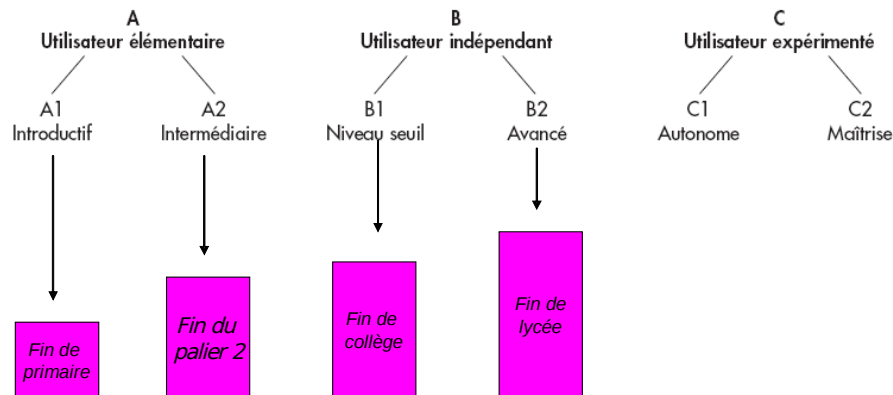 A
Utilisateur élémentaire
B
Utilisateur indépendant
C
Utilisateur expérimenté
A1
Introductif
A2
Intermédiaire
B1
Niveau seuil
B2
Avancé
C1
Autonome
C2
Maîtrise
Fin de
primaire
Fin du
palier 2
Fin de
collège
Fin de
lycée